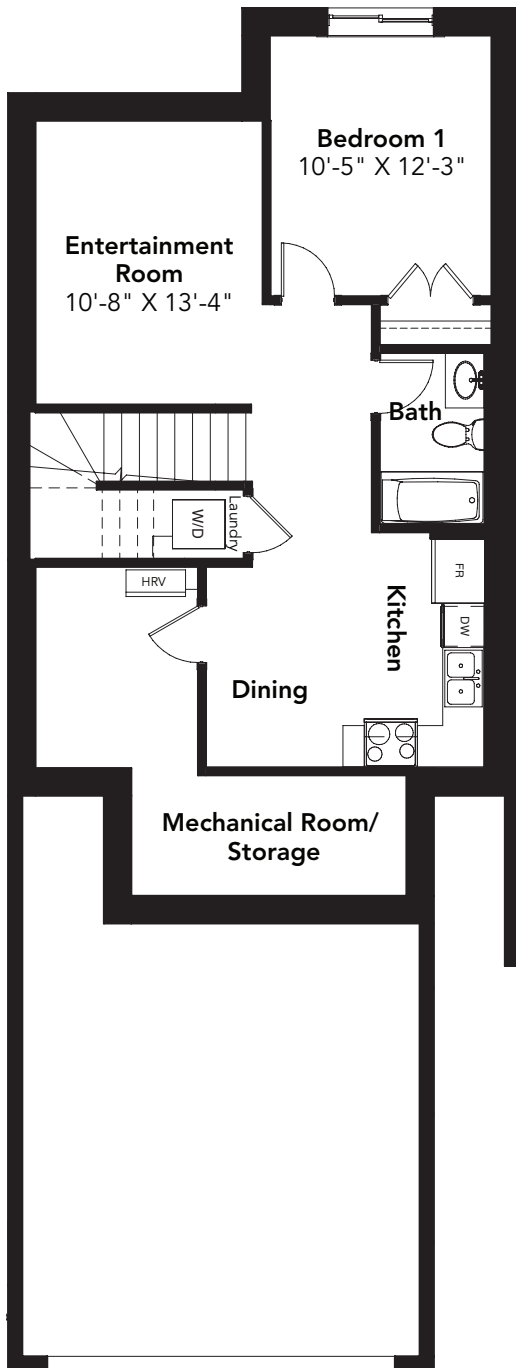 Bedroom 1
10'-5" X 12'-3"
Entertainment
Room
10'-8" X 13'-4"
Bath
Laundry
W/D
FR
HRV
DW
Kitchen
Dining
Mechanical Room/
Storage